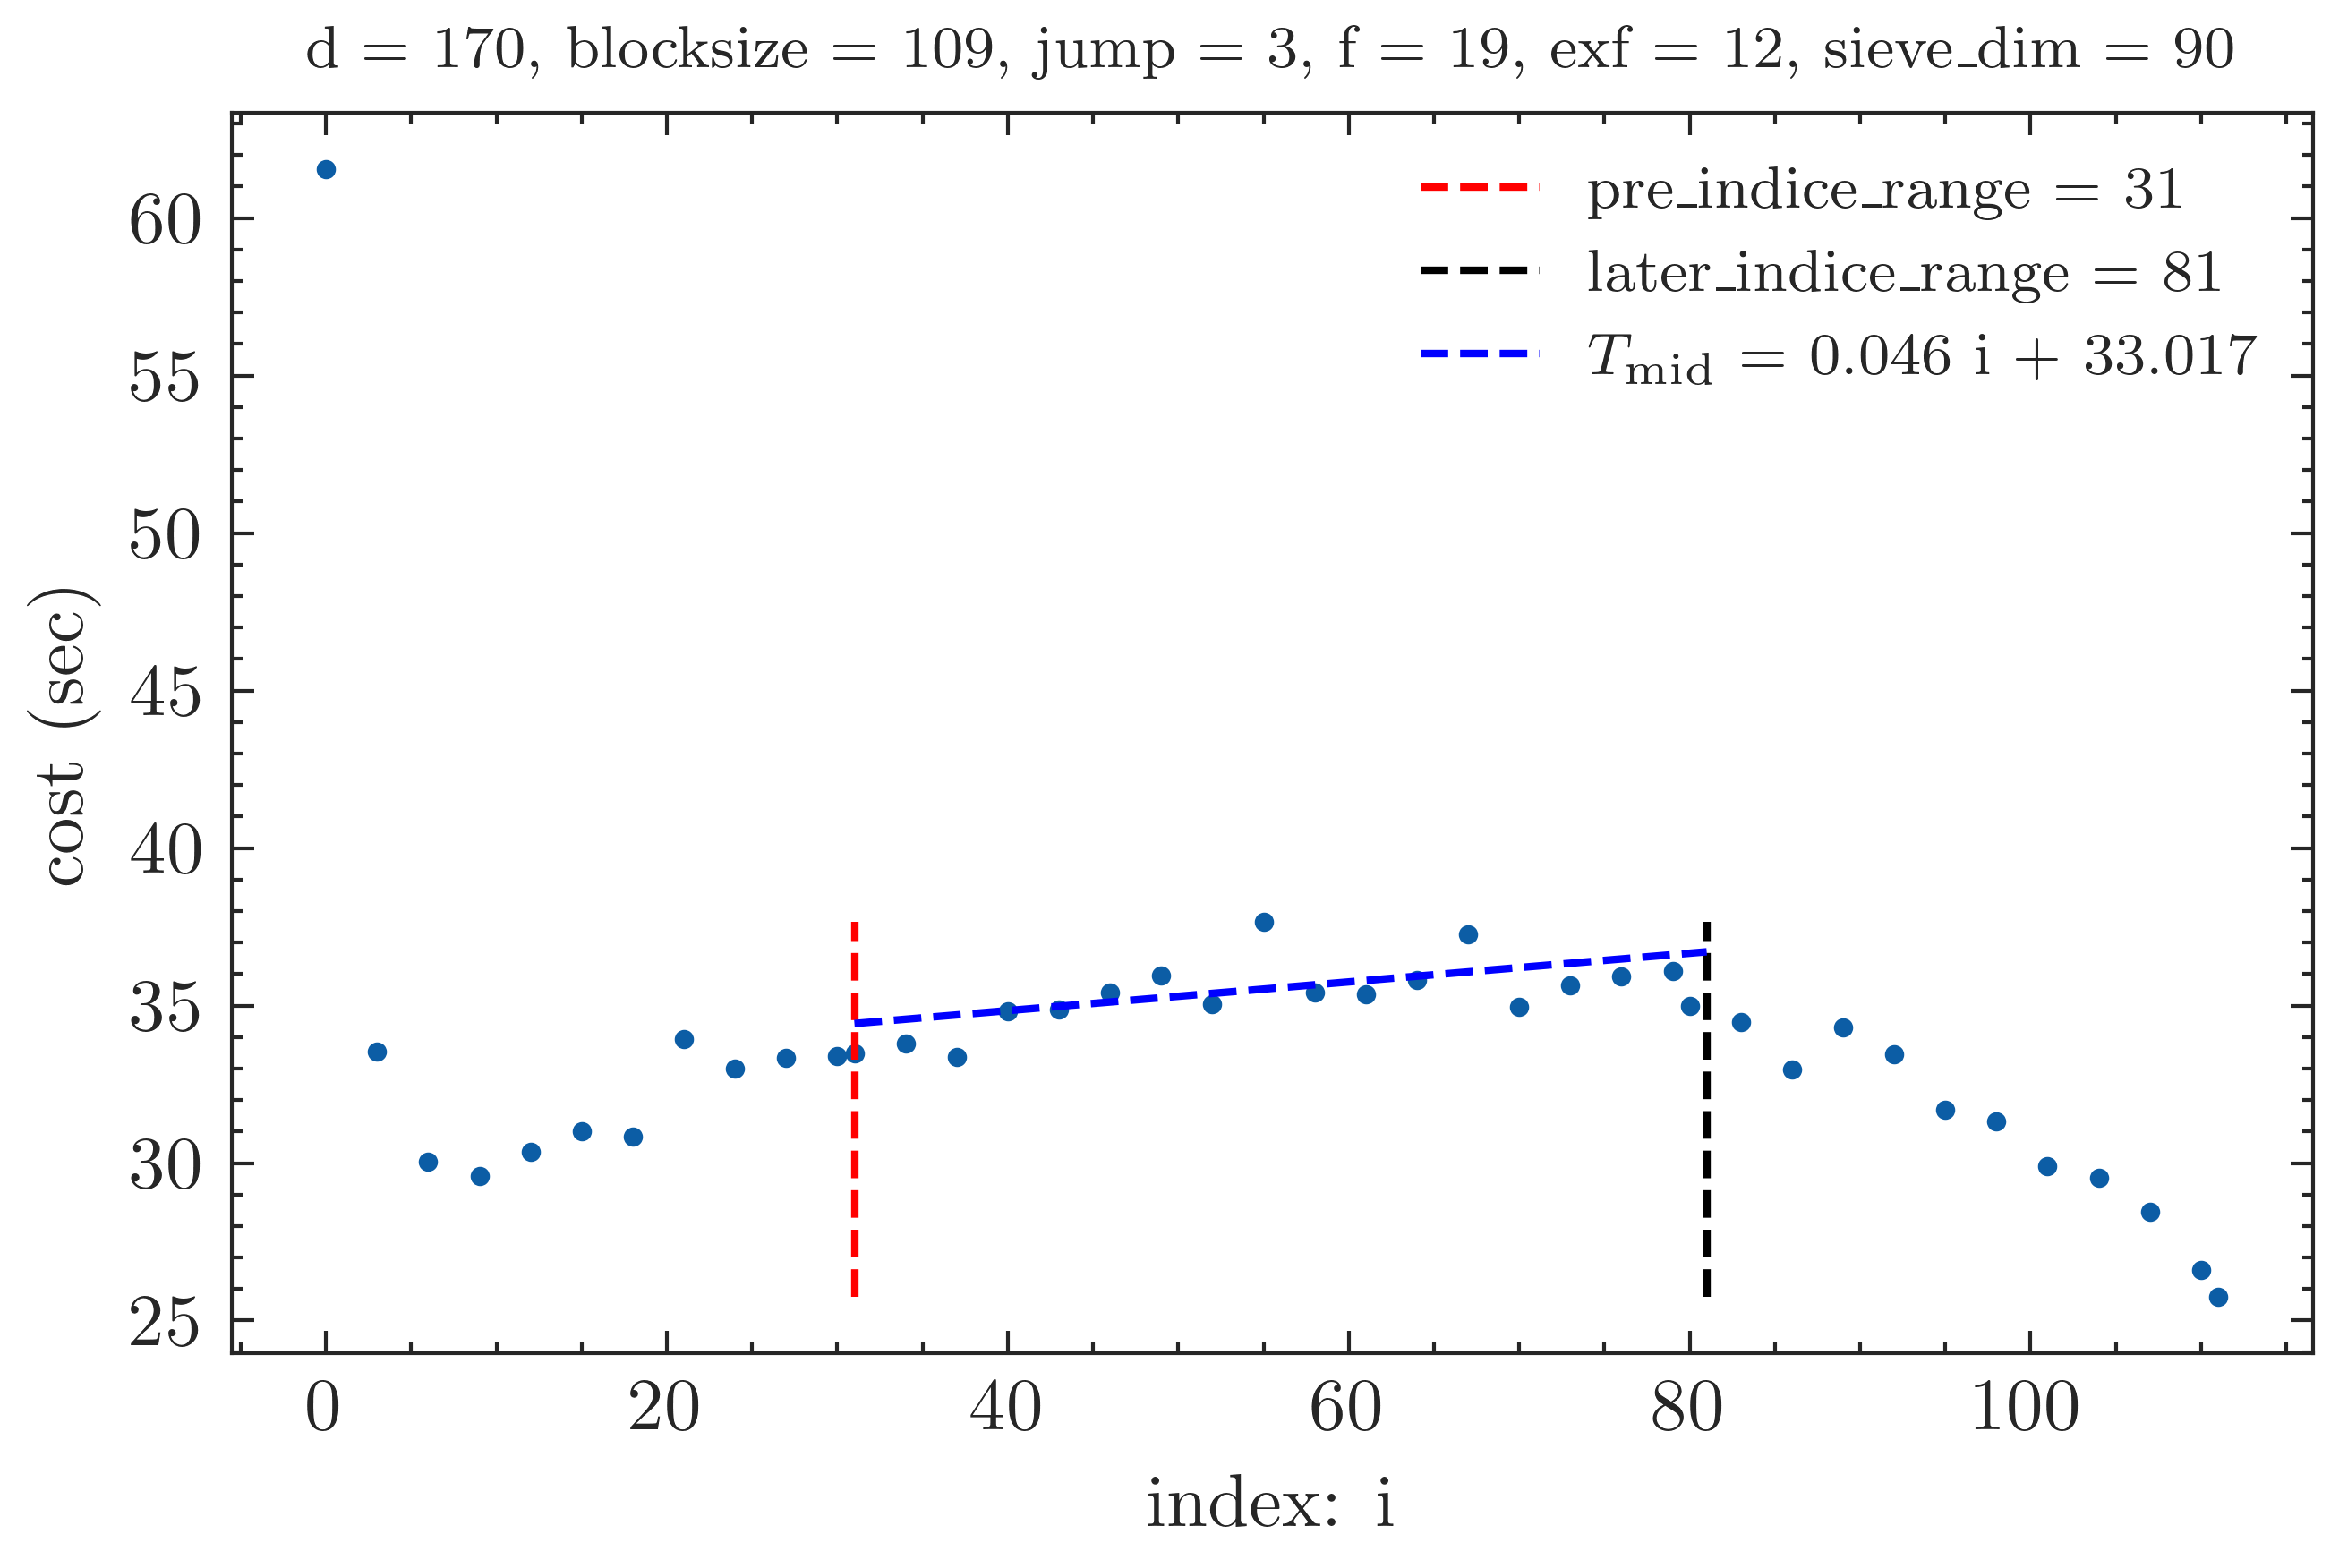 d = 170, blocksize = 109, jump = 3, f = 19, exf = 12, sieve_dim = 90
pre_indice_range = 31
later_indice_range = 81
T_mid = 0.046 i + 33.017
60
55
50
45
40
35
30
25
cost (sec)
0 20 40 60 80 100
index: i